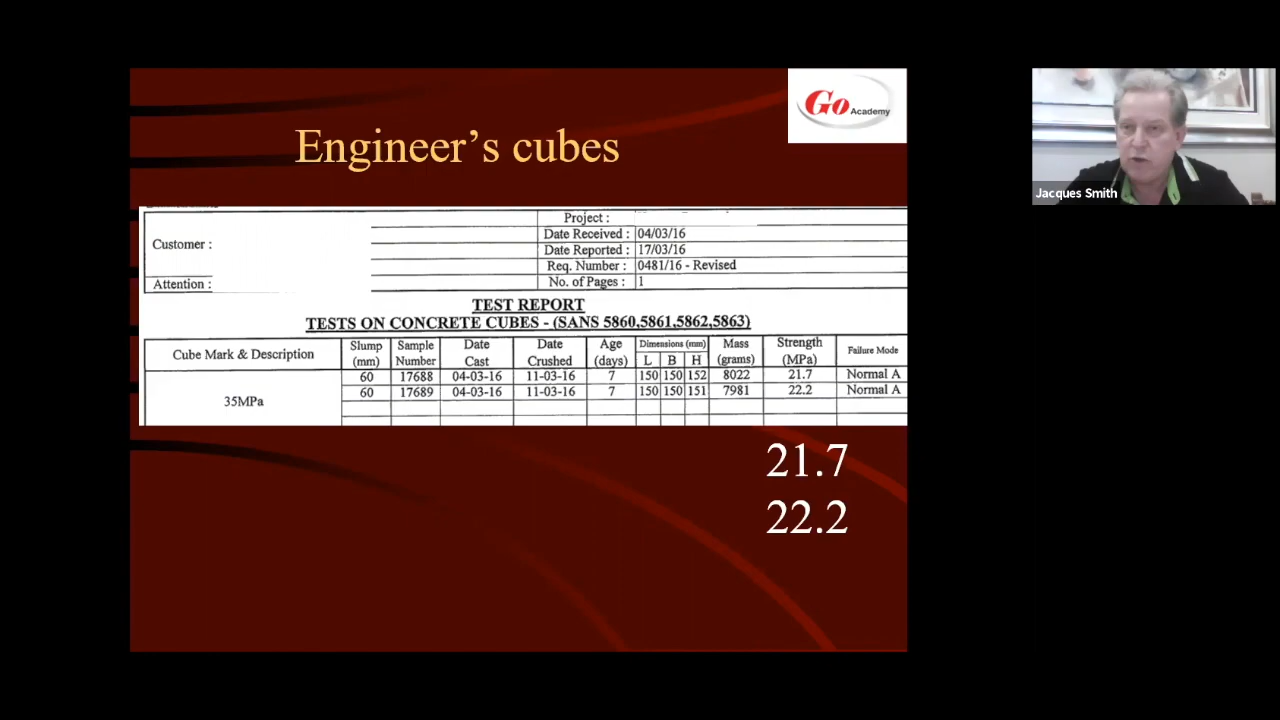 Go Academy
Engineer's cubes
Project :
Customer :
Date Received : 04/03/16
Date Reported : 17/03/16
Req. Number : 0481/16 - Revised
Attention :
No. of Pages : 1
TEST REPORT
TESTS ON CONCRETE CUBES - (SANS 5860,5861,5862,5863)
Cube Mark & Description Slump (mm) Sample Number Date Cast Date Crushed Age (days) Dimensions (mm) L B H Mass (grams) Strength (MPa) Failure Mode
60 17688 04-03-16 11-03-16 7 150 150 152 8022 21.7 Normal A
35MPa
60 17689 04-03-16 11-03-16 7 150 150 151 7981 22.2 Normal A
21.7
22.2
Jacques Smith